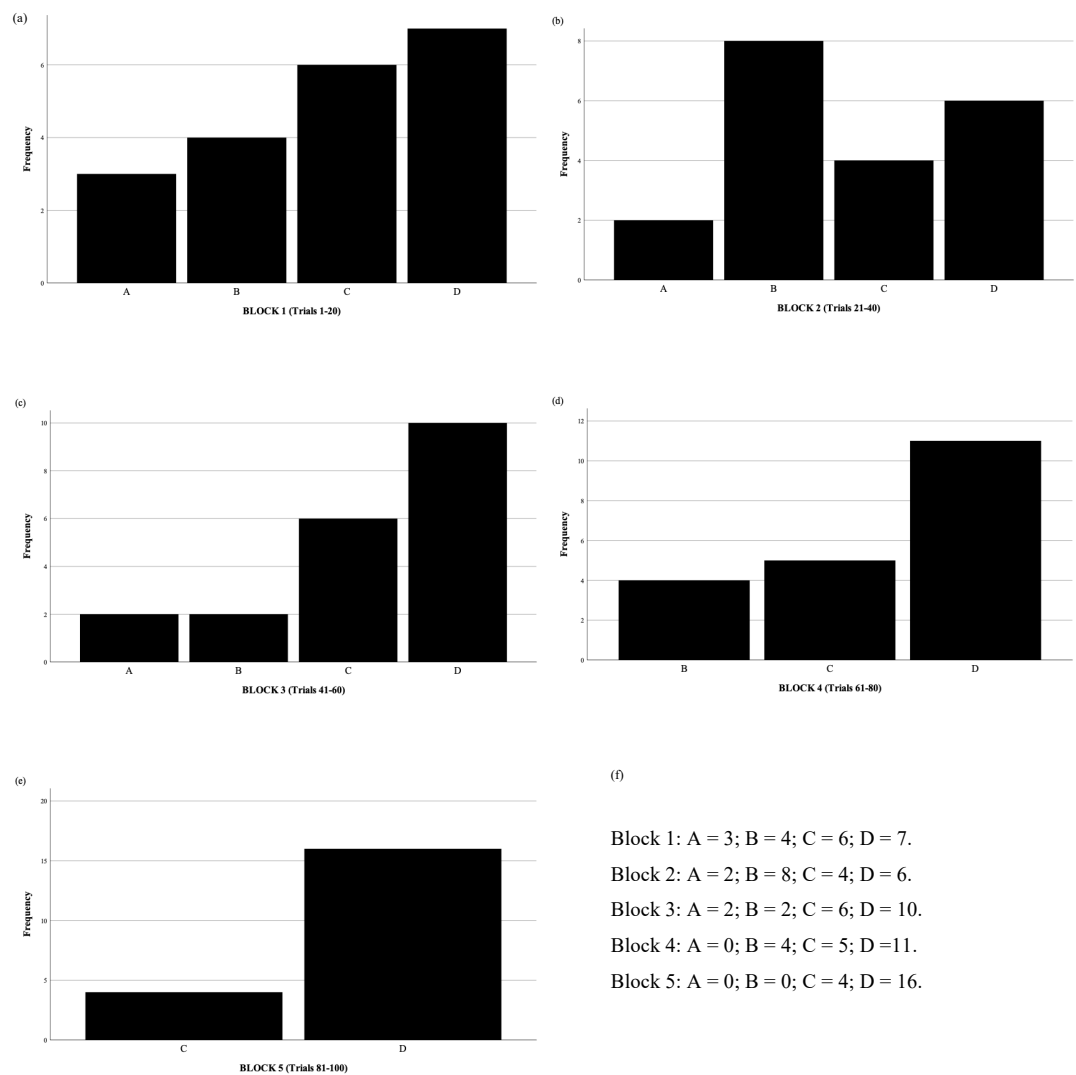 (a)
Frequency
6
4
2
0
A B C D
BLOCK 1 (Trials 1-20)
(b)
Frequency
8
6
4
2
0
A B C D
BLOCK 2 (Trials 21-40)
(c)
Frequency
10
8
6
4
2
0
A B C D
BLOCK 3 (Trials 41-60)
(d)
Frequency
12
10
8
6
4
2
0
B C D
BLOCK 4 (Trials 61-80)
(e)
Frequency
20
15
10
5
0
C D
BLOCK 5 (Trials 81-100)
(f)
Block 1: A = 3; B = 4; C = 6; D = 7.
Block 2: A = 2; B = 8; C = 4; D = 6.
Block 3: A = 2; B = 2; C = 6; D = 10.
Block 4: A = 0; B = 4; C = 5; D =11.
Block 5: A = 0; B = 0; C = 4; D = 16.